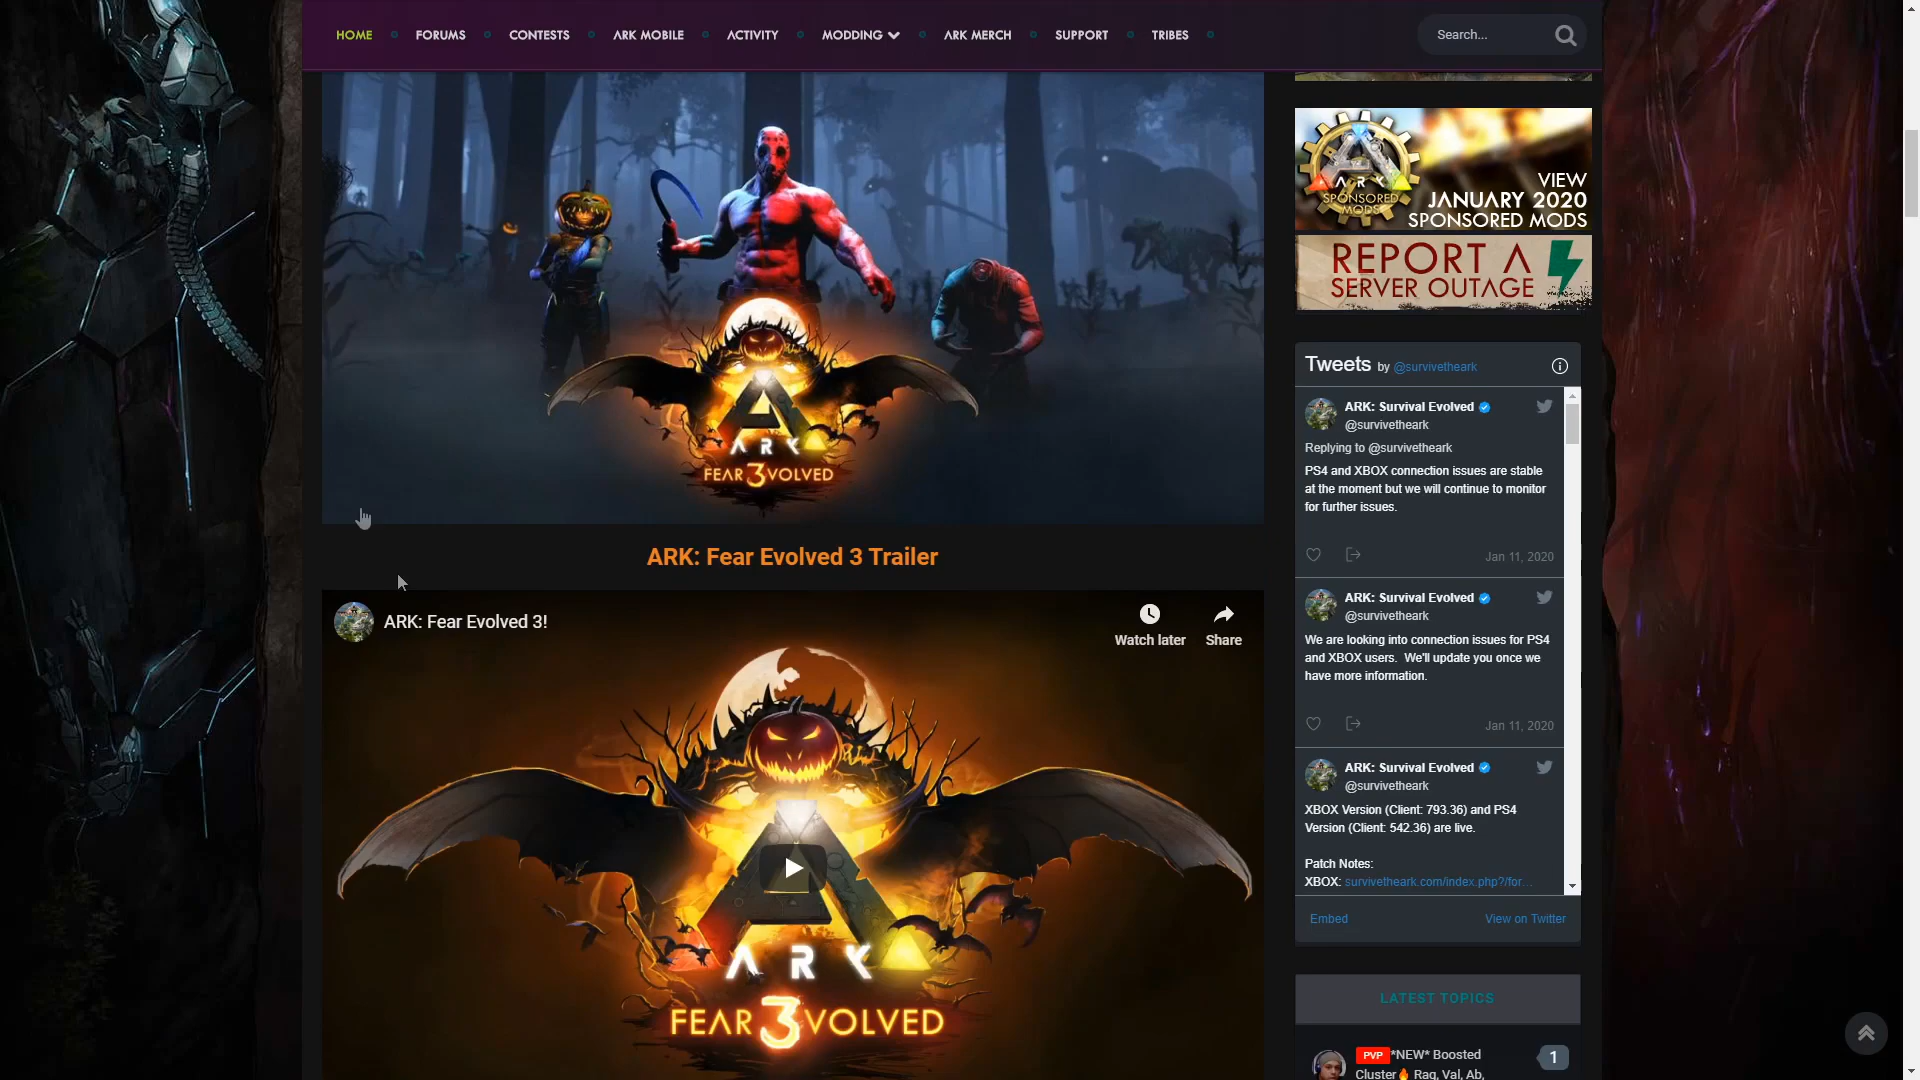 HOME
FORUMS
CONTESTS
ARK MOBILE
ACTIVITY
MODDING
ARK MERCH
SUPPORT
TRIBES
Search...
ARK
FEAR 3VOLVED
ARK: Fear Evolved 3 Trailer
ARK: Fear Evolved 3!
Watch later
Share
ARK
FEAR 3VOLVED
ARK
SPONSORED
MODS
VIEW
JANUARY 2020
SPONSORED MODS
REPORT A
SERVER OUTAGE
Tweets by @survivetheark
ARK: Survival Evolved
@survivetheark
Replying to @survivetheark
PS4 and XBOX connection issues are stable
at the moment but we will continue to monitor
for further issues.
Jan 11, 2020
ARK: Survival Evolved
@survivetheark
We are looking into connection issues for PS4
and XBOX users. We'll update you once we
have more information.
Jan 11, 2020
ARK: Survival Evolved
@survivetheark
XBOX Version (Client: 793.36) and PS4
Version (Client: 542.36) are live.
Patch Notes:
XBOX: survivetheark.com/index.php?/for…
Embed
View on Twitter
LATEST TOPICS
PVP *NEW* Boosted
Cluster🔥 Rag, Val, Ab,
1